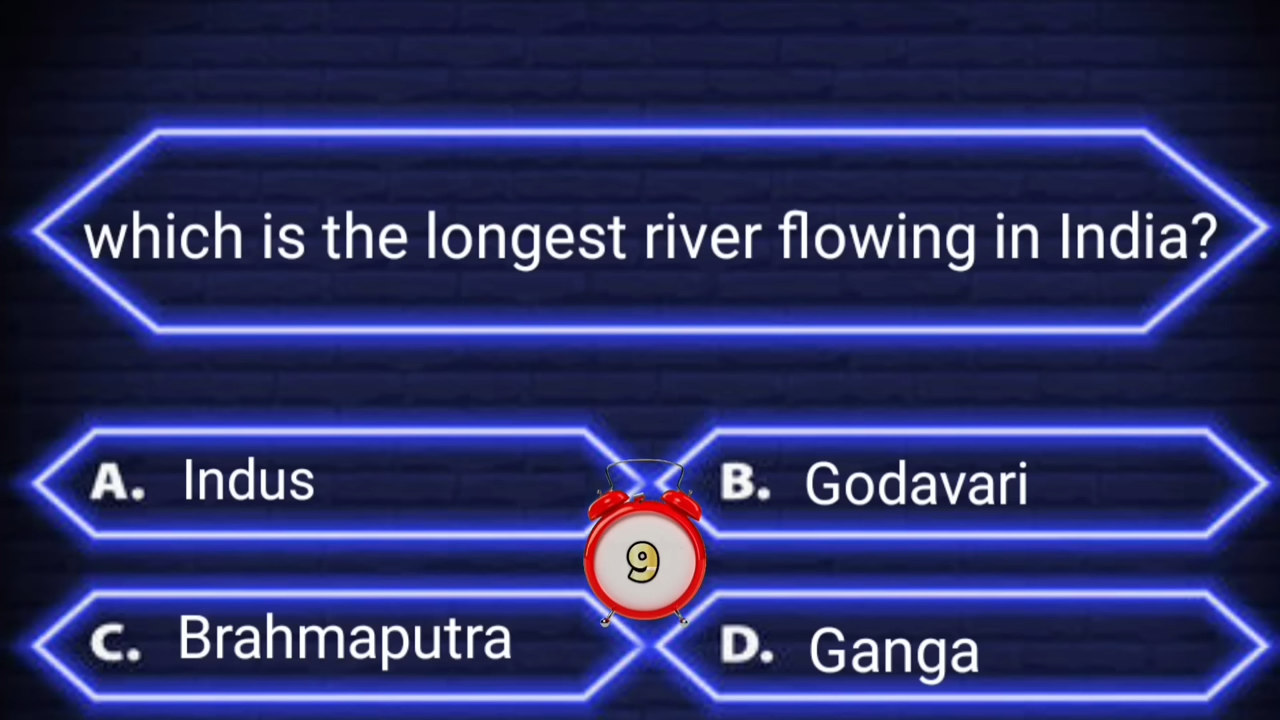 which is the longest river flowing in India?
A. Indus
B. Godavari
9
C. Brahmaputra
D. Ganga